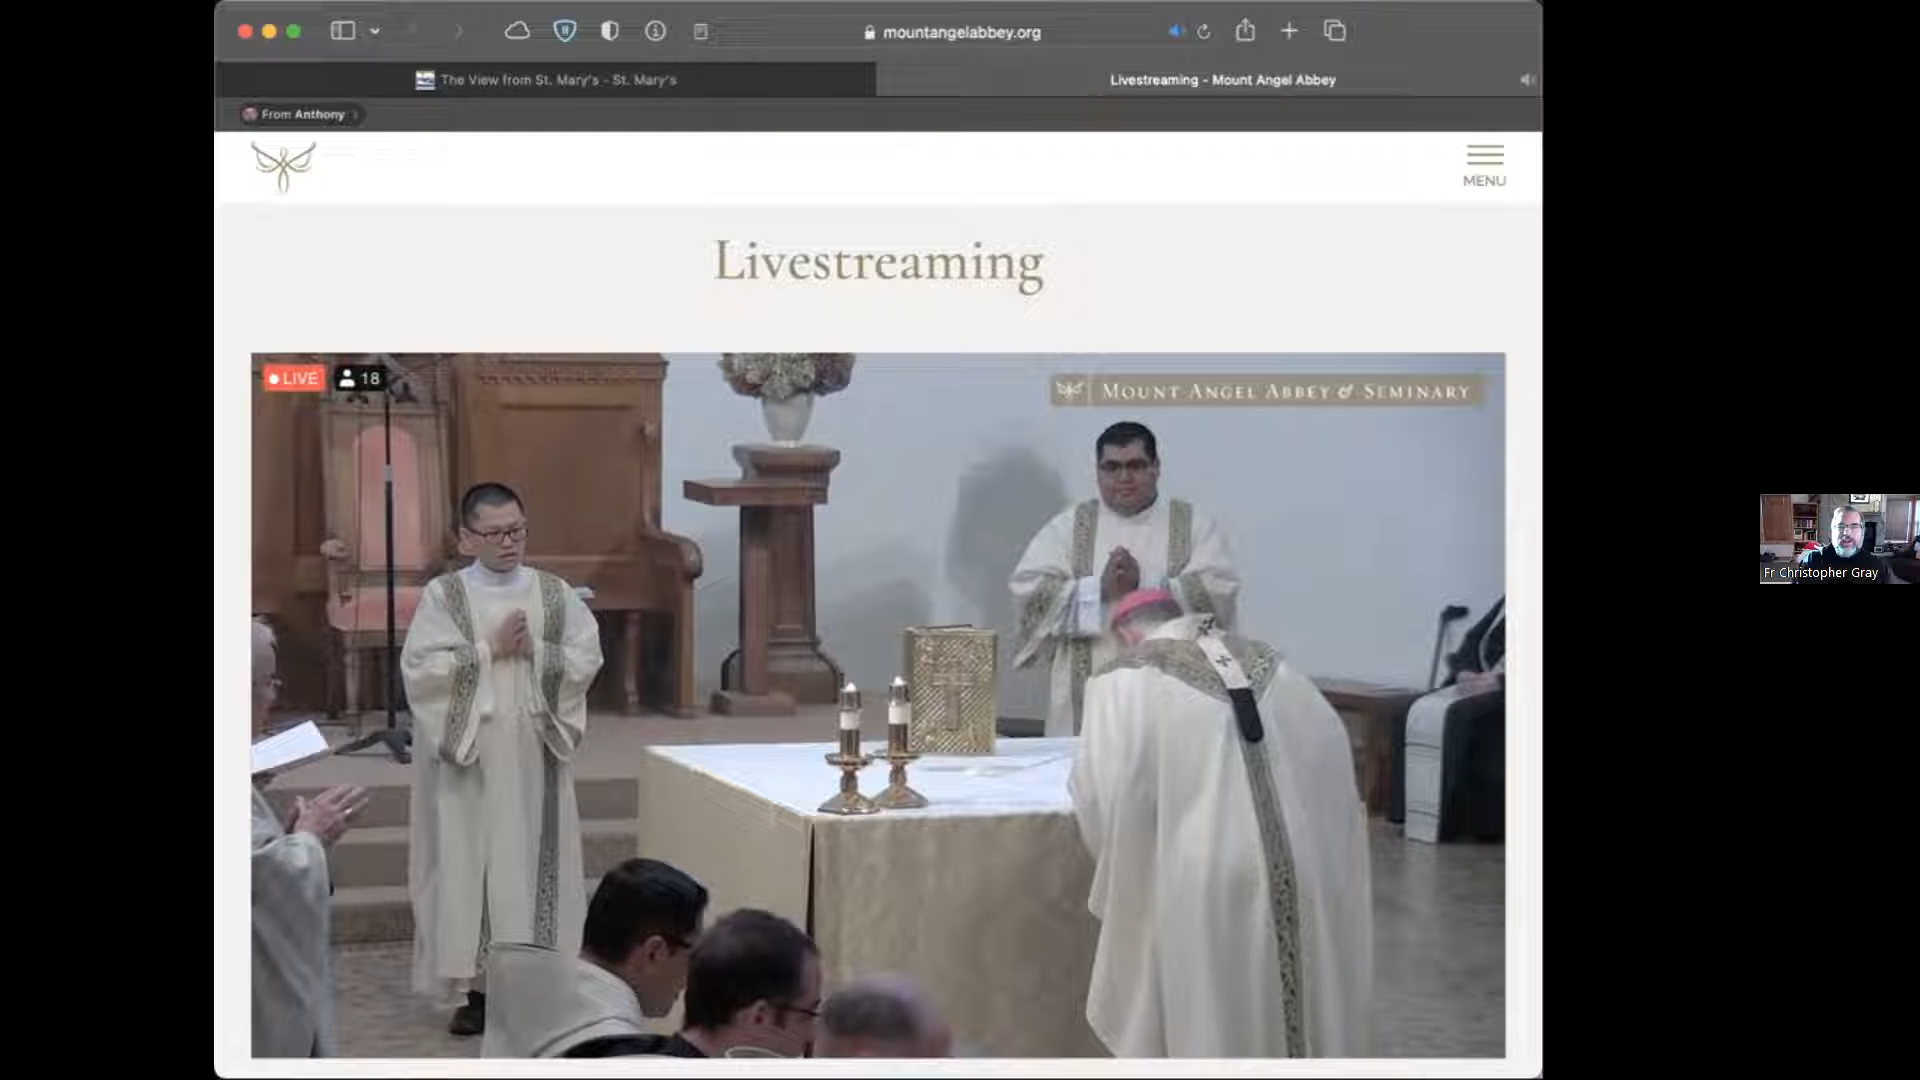 mountangelabbey.org
The View from St. Mary's - St. Mary's
Livestreaming - Mount Angel Abbey
From Anthony
MENU
Livestreaming
LIVE
18
MOUNT ANGEL ABBEY & SEMINARY
Fr Christopher Gray